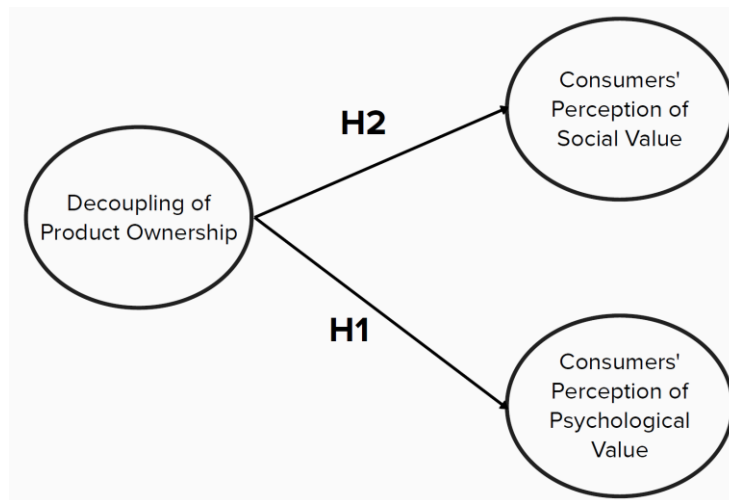 Consumers'
Perception of
Social Value
H2
Decoupling of
Product Ownership
H1
Consumers'
Perception of
Psychological
Value